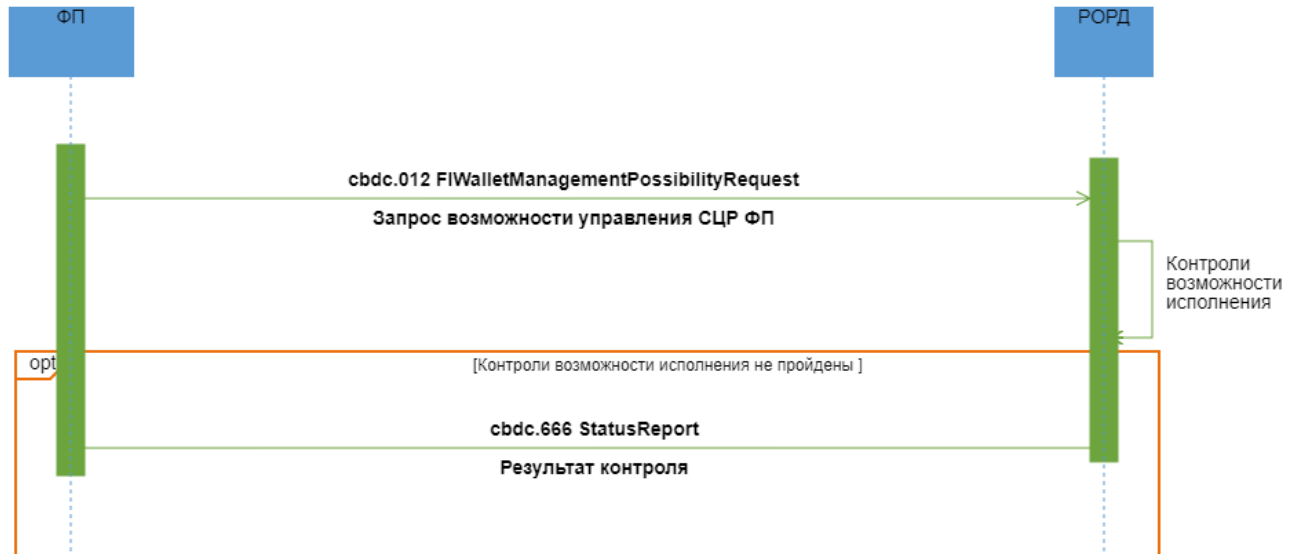 ФП
РОРД
cbdc.012 FIWalletManagementPossibilityRequest
Запрос возможности управления СЦР ФП
Контроли
возможности
исполнения
opt
[Контроли возможности исполнения не пройдены ]
cbdc.666 StatusReport
Результат контроля